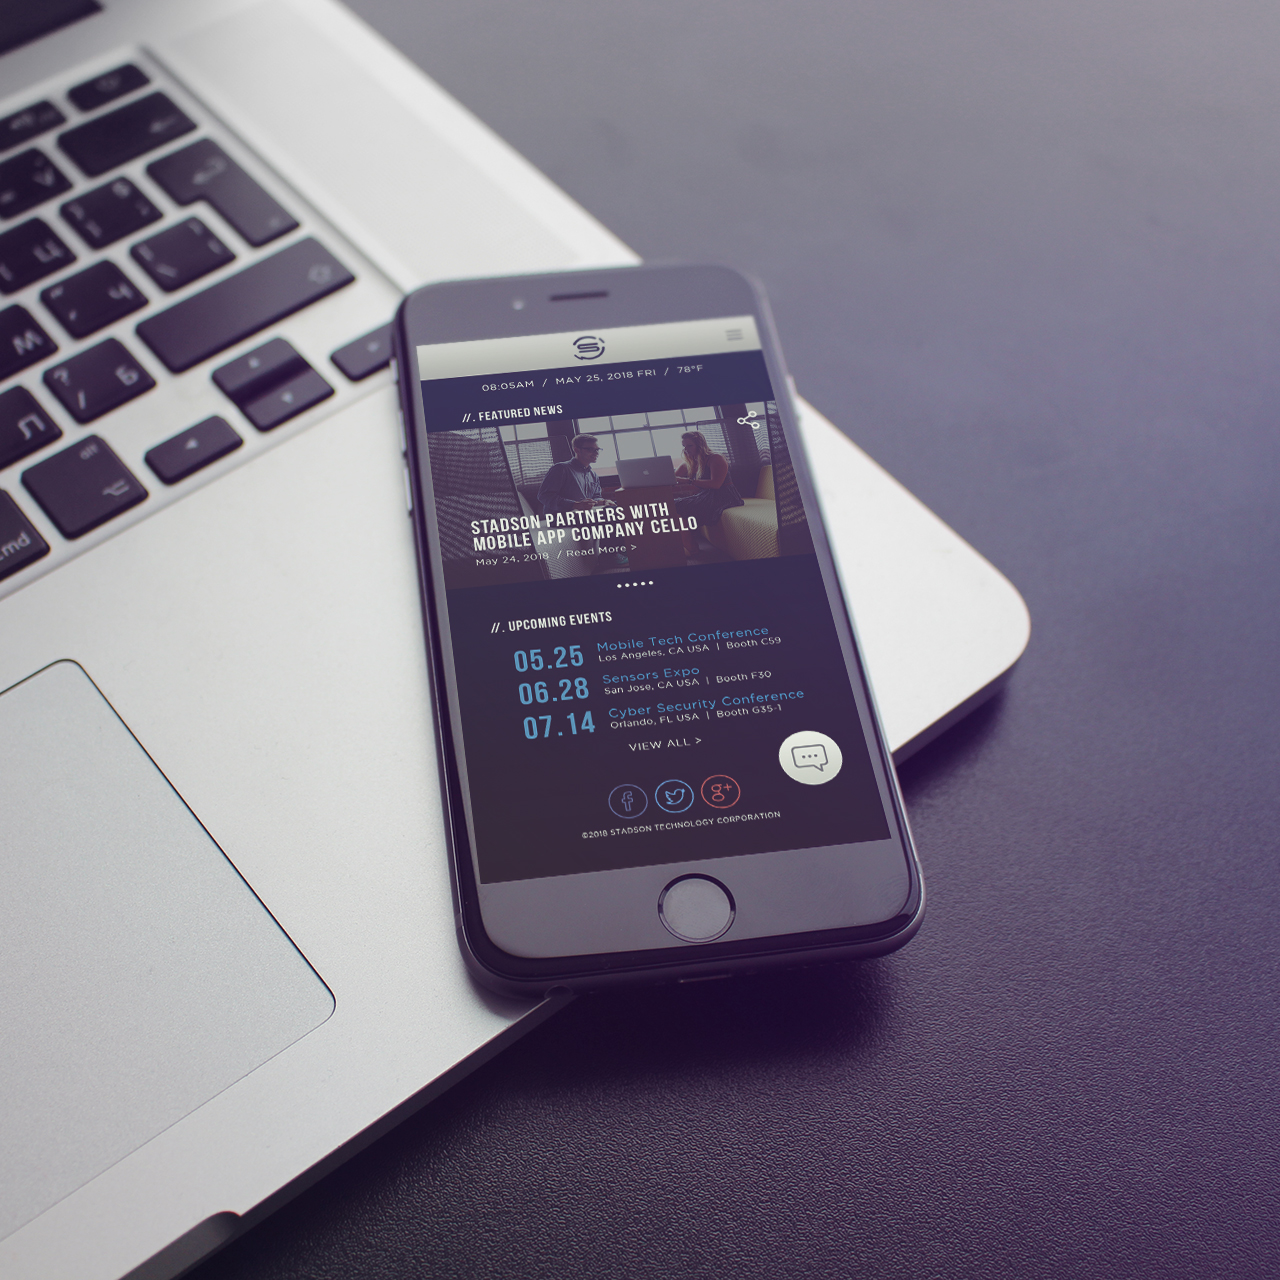 08:05AM / MAY 25, 2018 FRI / 78°F
//. FEATURED NEWS
STADSON PARTNERS WITH
MOBILE APP COMPANY CELLO
May 24, 2018 / Read More >
//. UPCOMING EVENTS
05.25 Mobile Tech Conference
Los Angeles, CA USA | Booth C59
06.28 Sensors Expo
San Jose, CA USA | Booth F30
07.14 Cyber Security Conference
Orlando, FL USA | Booth G35-1
VIEW ALL >
f g+
©2018 STADSON TECHNOLOGY CORPORATION
Ц
Ч
М
Б
Л
alt
cmd